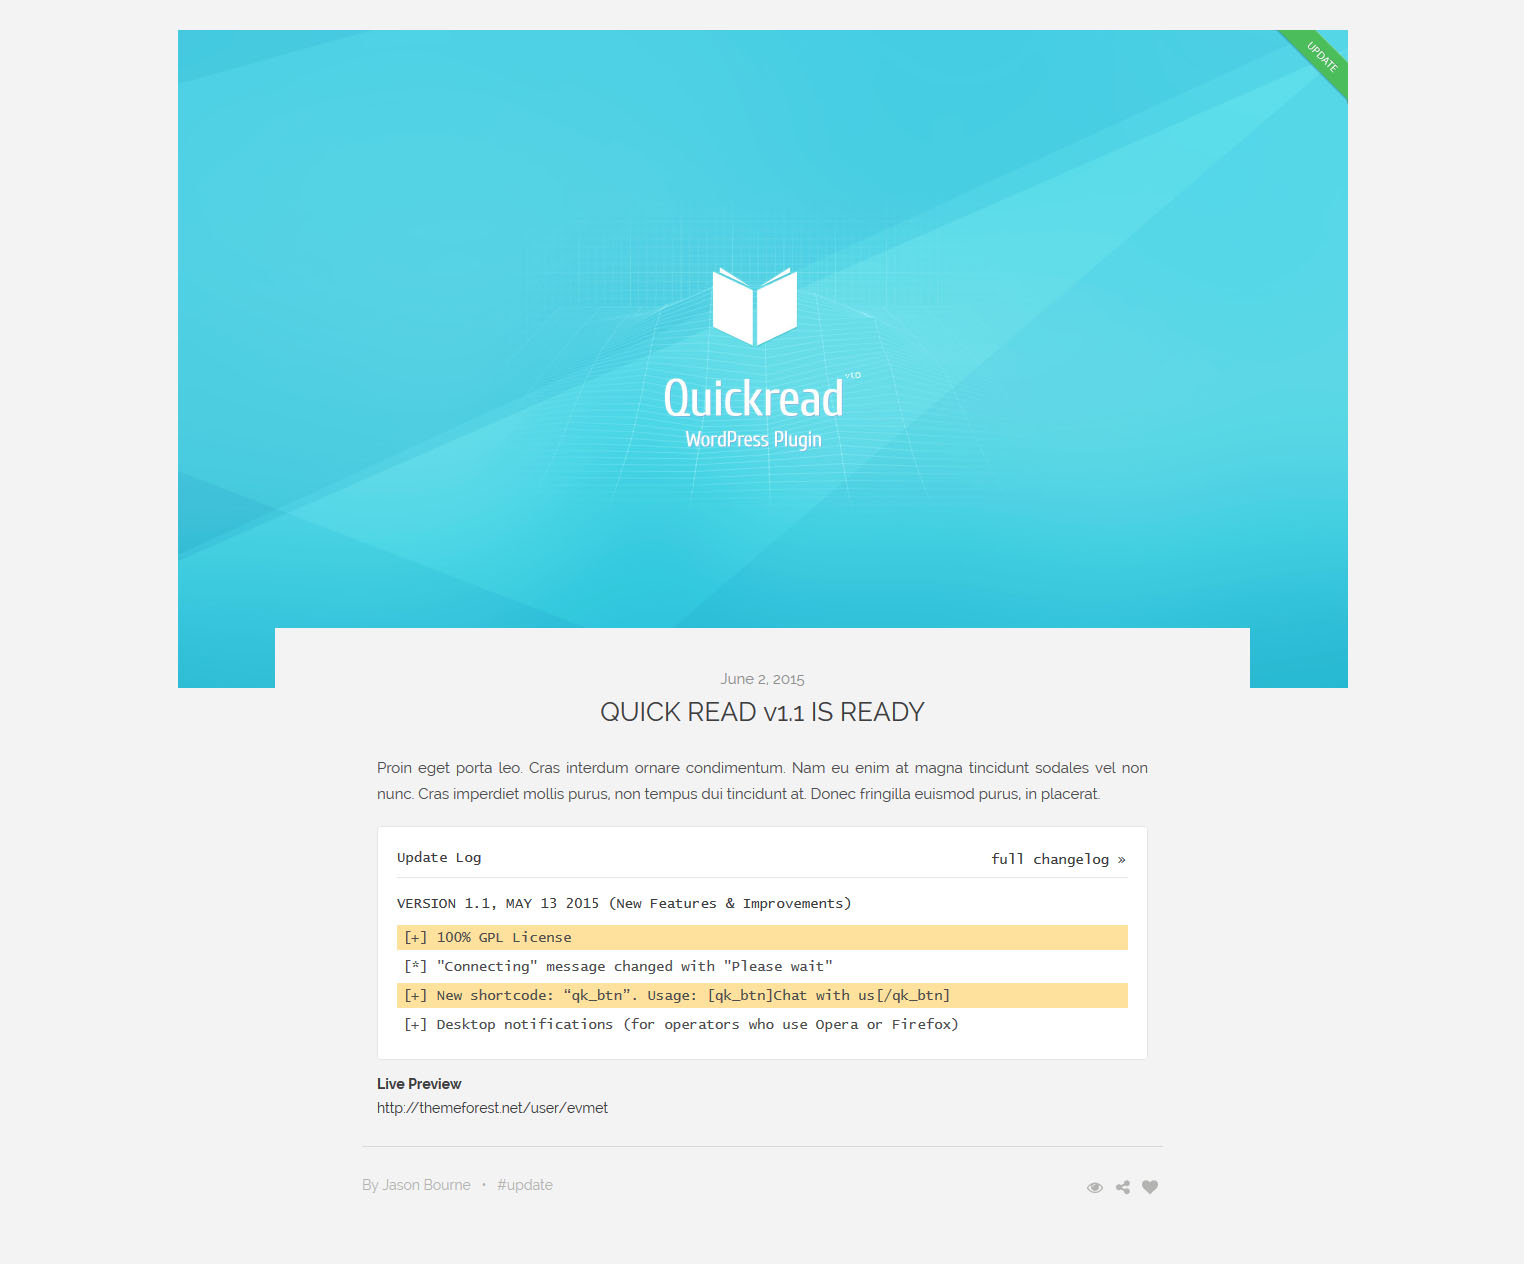 UPDATE
Quickread v1.0
WordPress Plugin
June 2, 2015
QUICK READ v1.1 IS READY
Proin eget porta leo. Cras interdum ornare condimentum. Nam eu enim at magna tincidunt sodales vel non
nunc. Cras imperdiet mollis purus, non tempus dui tincidunt at. Donec fringilla euismod purus, in placerat.
Update Log full changelog »
VERSION 1.1, MAY 13 2015 (New Features & Improvements)
[+] 100% GPL License
[*] "Connecting" message changed with "Please wait"
[+] New shortcode: “qk_btn”. Usage: [qk_btn]Chat with us[/qk_btn]
[+] Desktop notifications (for operators who use Opera or Firefox)
Live Preview
http://themeforest.net/user/evmet
By Jason Bourne • #update